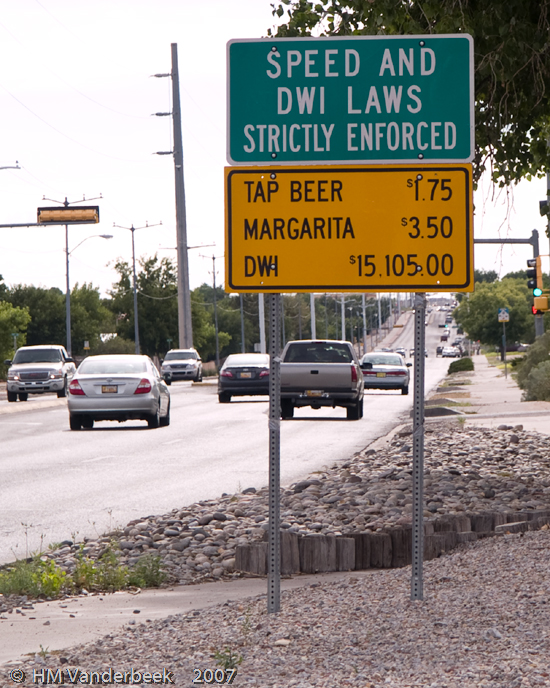 SPEED AND
DWI LAWS
STRICTLY ENFORCED
TAP BEER $1.75
MARGARITA $3.50
DWI $15,105.00
© HM Vanderbeek 2007